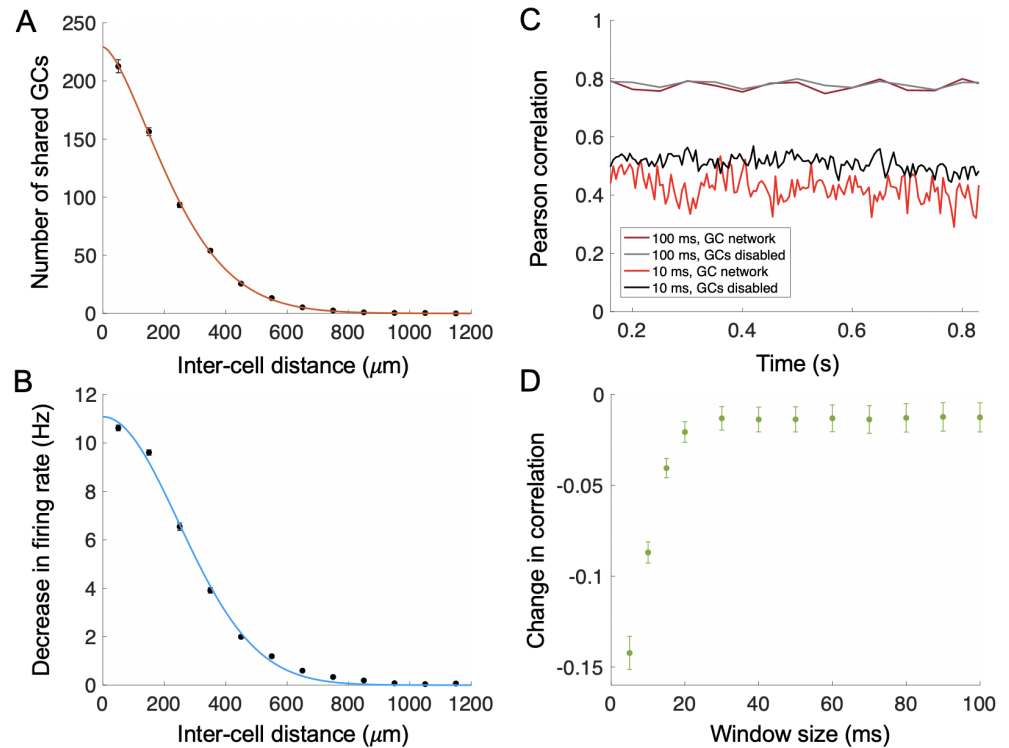 A
250
200
150
100
50
0
Number of shared GCs
0 200 400 600 800 1000 1200
Inter-cell distance (μm)
B
12
10
8
6
4
2
0
Decrease in firing rate (Hz)
0 200 400 600 800 1000 1200
Inter-cell distance (μm)
C
1
0.8
0.6
0.4
0.2
0
Pearson correlation
100 ms, GC network
100 ms, GCs disabled
10 ms, GC network
10 ms, GCs disabled
0.2 0.4 0.6 0.8
Time (s)
D
0
-0.05
-0.1
-0.15
Change in correlation
0 20 40 60 80 100
Window size (ms)